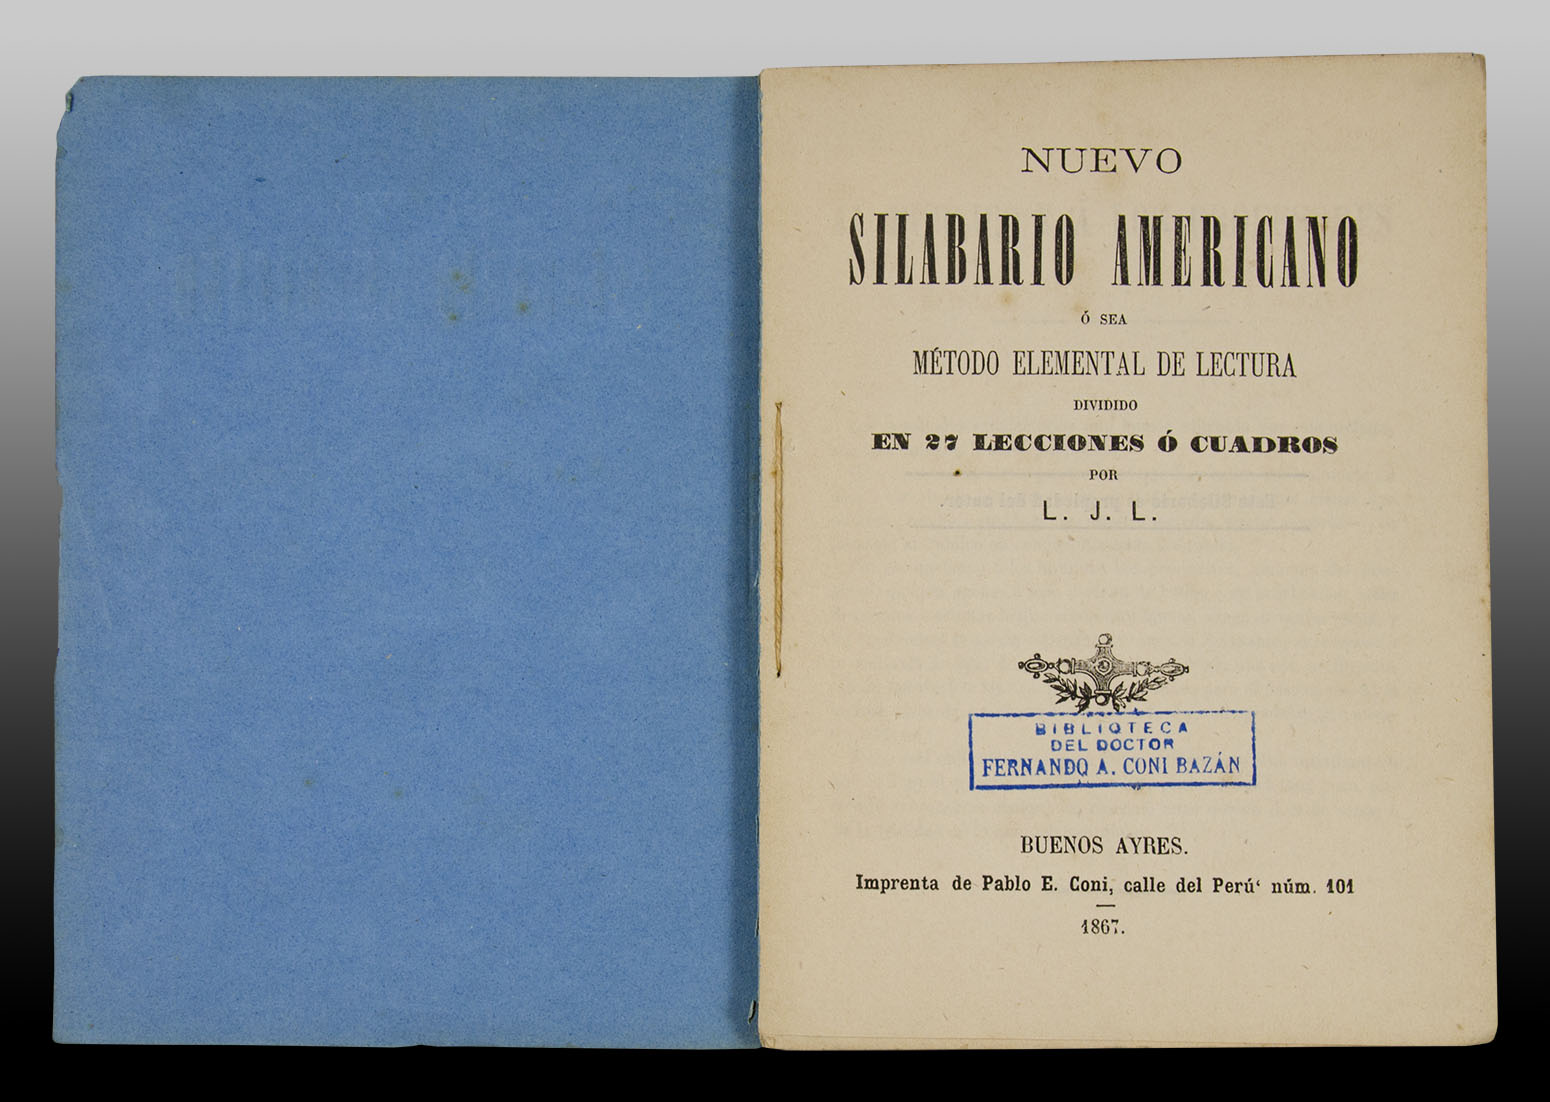 NUEVO
SILABARIO AMERICANO
Ó SEA
MÉTODO ELEMENTAL DE LECTURA
DIVIDIDO
EN 27 LECCIONES Ó CUADROS
POR
L. J. L.
BIBLIOTECA
DEL DOCTOR
FERNANDO A. CONI BAZÁN
BUENOS AYRES.
Imprenta de Pablo E. Coni, calle del Perú‘ núm. 101
1867.